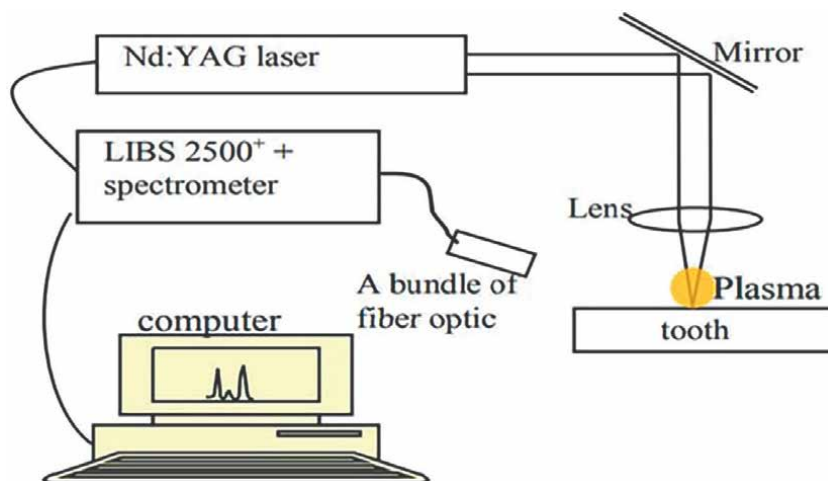 Nd:YAG laser
Mirror
LIBS 2500⁺ +
spectrometer
Lens
A bundle of
fiber optic
Plasma
tooth
computer